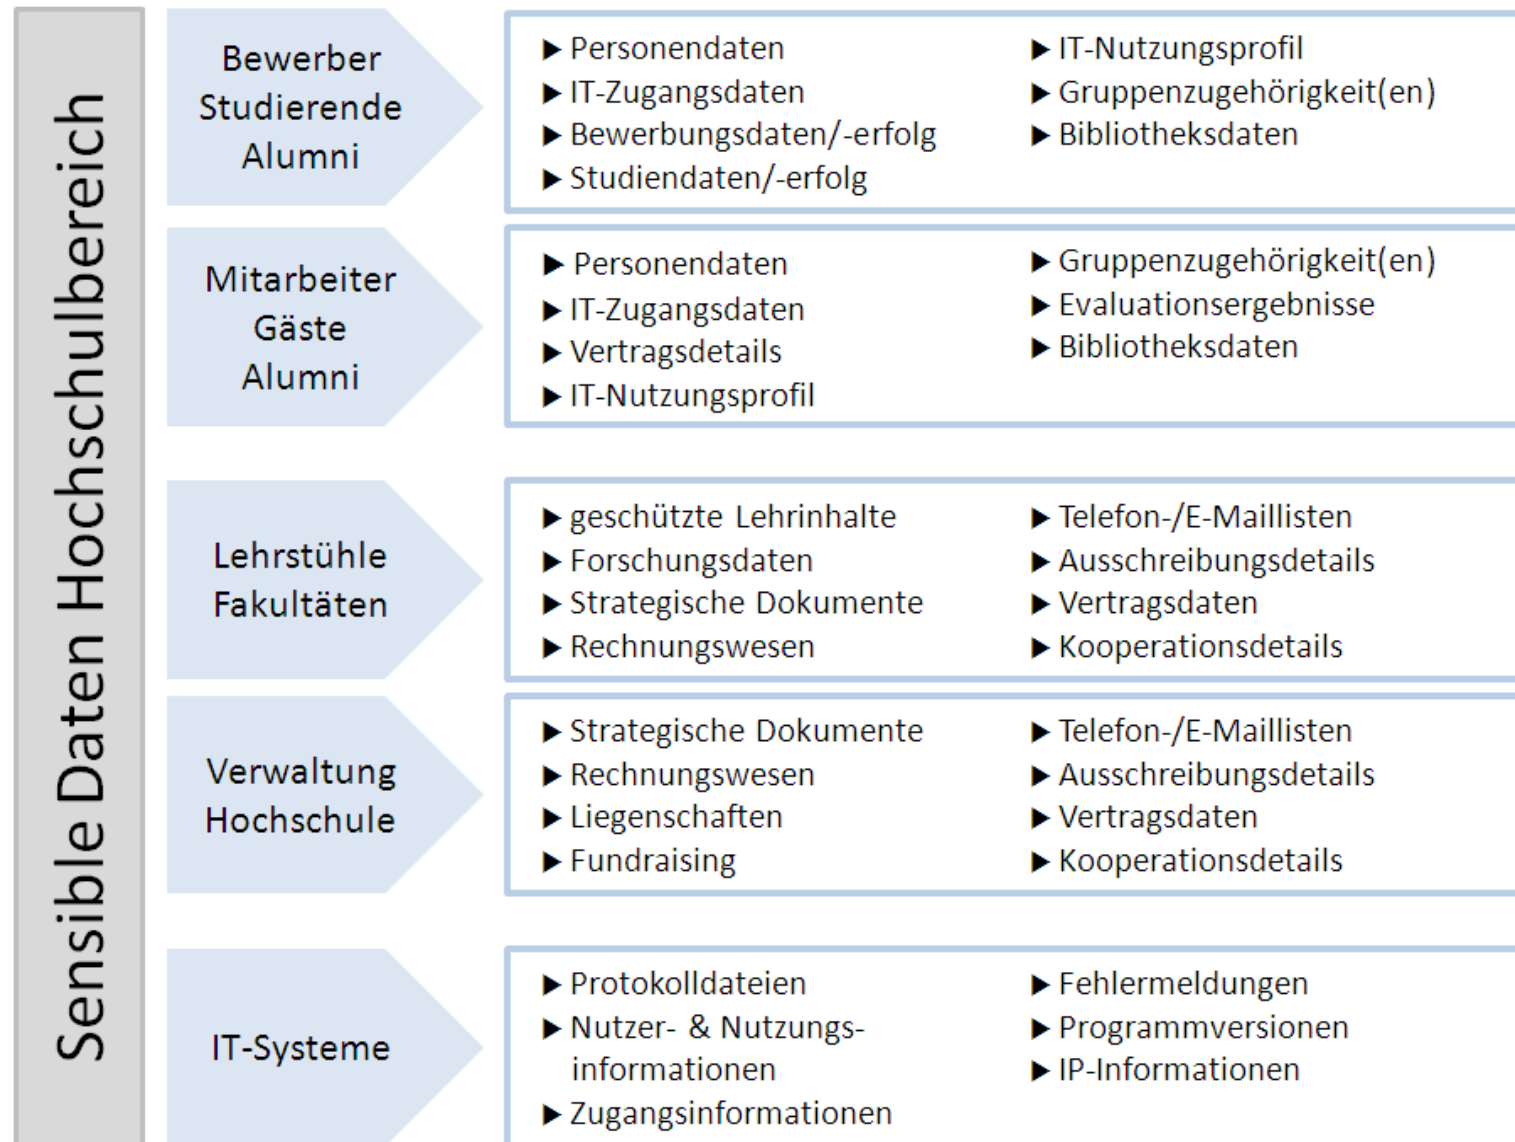 Sensible Daten Hochschulbereich
Bewerber
Studierende
Alumni
▶ Personendaten
▶ IT-Zugangsdaten
▶ Bewerbungsdaten/-erfolg
▶ Studiendaten/-erfolg
▶ IT-Nutzungsprofil
▶ Gruppenzugehörigkeit(en)
▶ Bibliotheksdaten
Mitarbeiter
Gäste
Alumni
▶ Personendaten
▶ IT-Zugangsdaten
▶ Vertragsdetails
▶ IT-Nutzungsprofil
▶ Gruppenzugehörigkeit(en)
▶ Evaluationsergebnisse
▶ Bibliotheksdaten
Lehrstühle
Fakultäten
▶ geschützte Lehrinhalte
▶ Forschungsdaten
▶ Strategische Dokumente
▶ Rechnungswesen
▶ Telefon-/E-Maillisten
▶ Ausschreibungsdetails
▶ Vertragsdaten
▶ Kooperationsdetails
Verwaltung
Hochschule
▶ Strategische Dokumente
▶ Rechnungswesen
▶ Liegenschaften
▶ Fundraising
▶ Telefon-/E-Maillisten
▶ Ausschreibungsdetails
▶ Vertragsdaten
▶ Kooperationsdetails
IT-Systeme
▶ Protokolldateien
▶ Nutzer- & Nutzungs-
informationen
▶ Zugangsinformationen
▶ Fehlermeldungen
▶ Programmversionen
▶ IP-Informationen